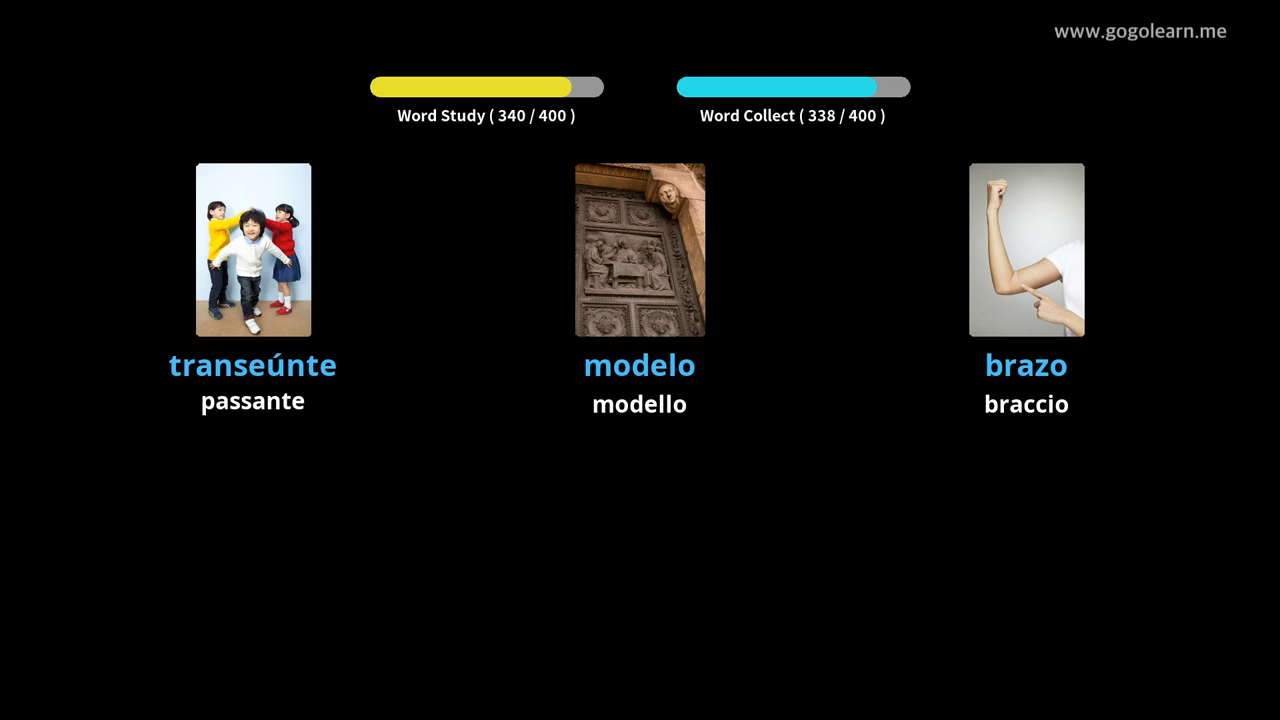 www.gogolearn.me
Word Study ( 340 / 400 )
Word Collect ( 338 / 400 )
transeúnte
passante
modelo
modello
brazo
braccio